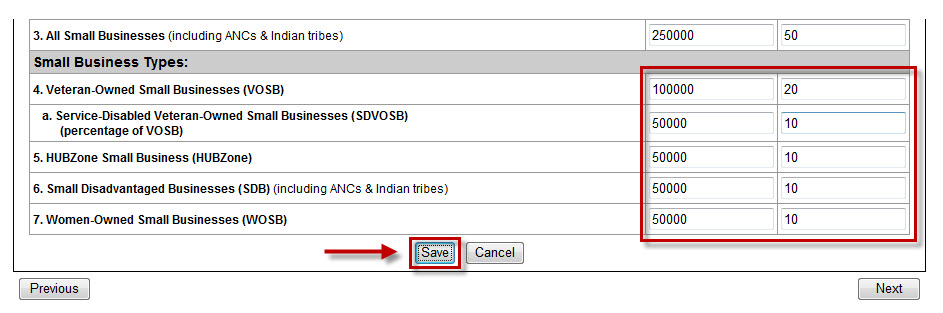 3. All Small Businesses (including ANCs & Indian tribes) 250000 50
Small Business Types:
4. Veteran-Owned Small Businesses (VOSB) 100000 20
a. Service-Disabled Veteran-Owned Small Businesses (SDVOSB)
(percentage of VOSB) 50000 10
5. HUBZone Small Business (HUBZone) 50000 10
6. Small Disadvantaged Businesses (SDB) (including ANCs & Indian tribes) 50000 10
7. Women-Owned Small Businesses (WOSB) 50000 10
Save Cancel
Previous Next